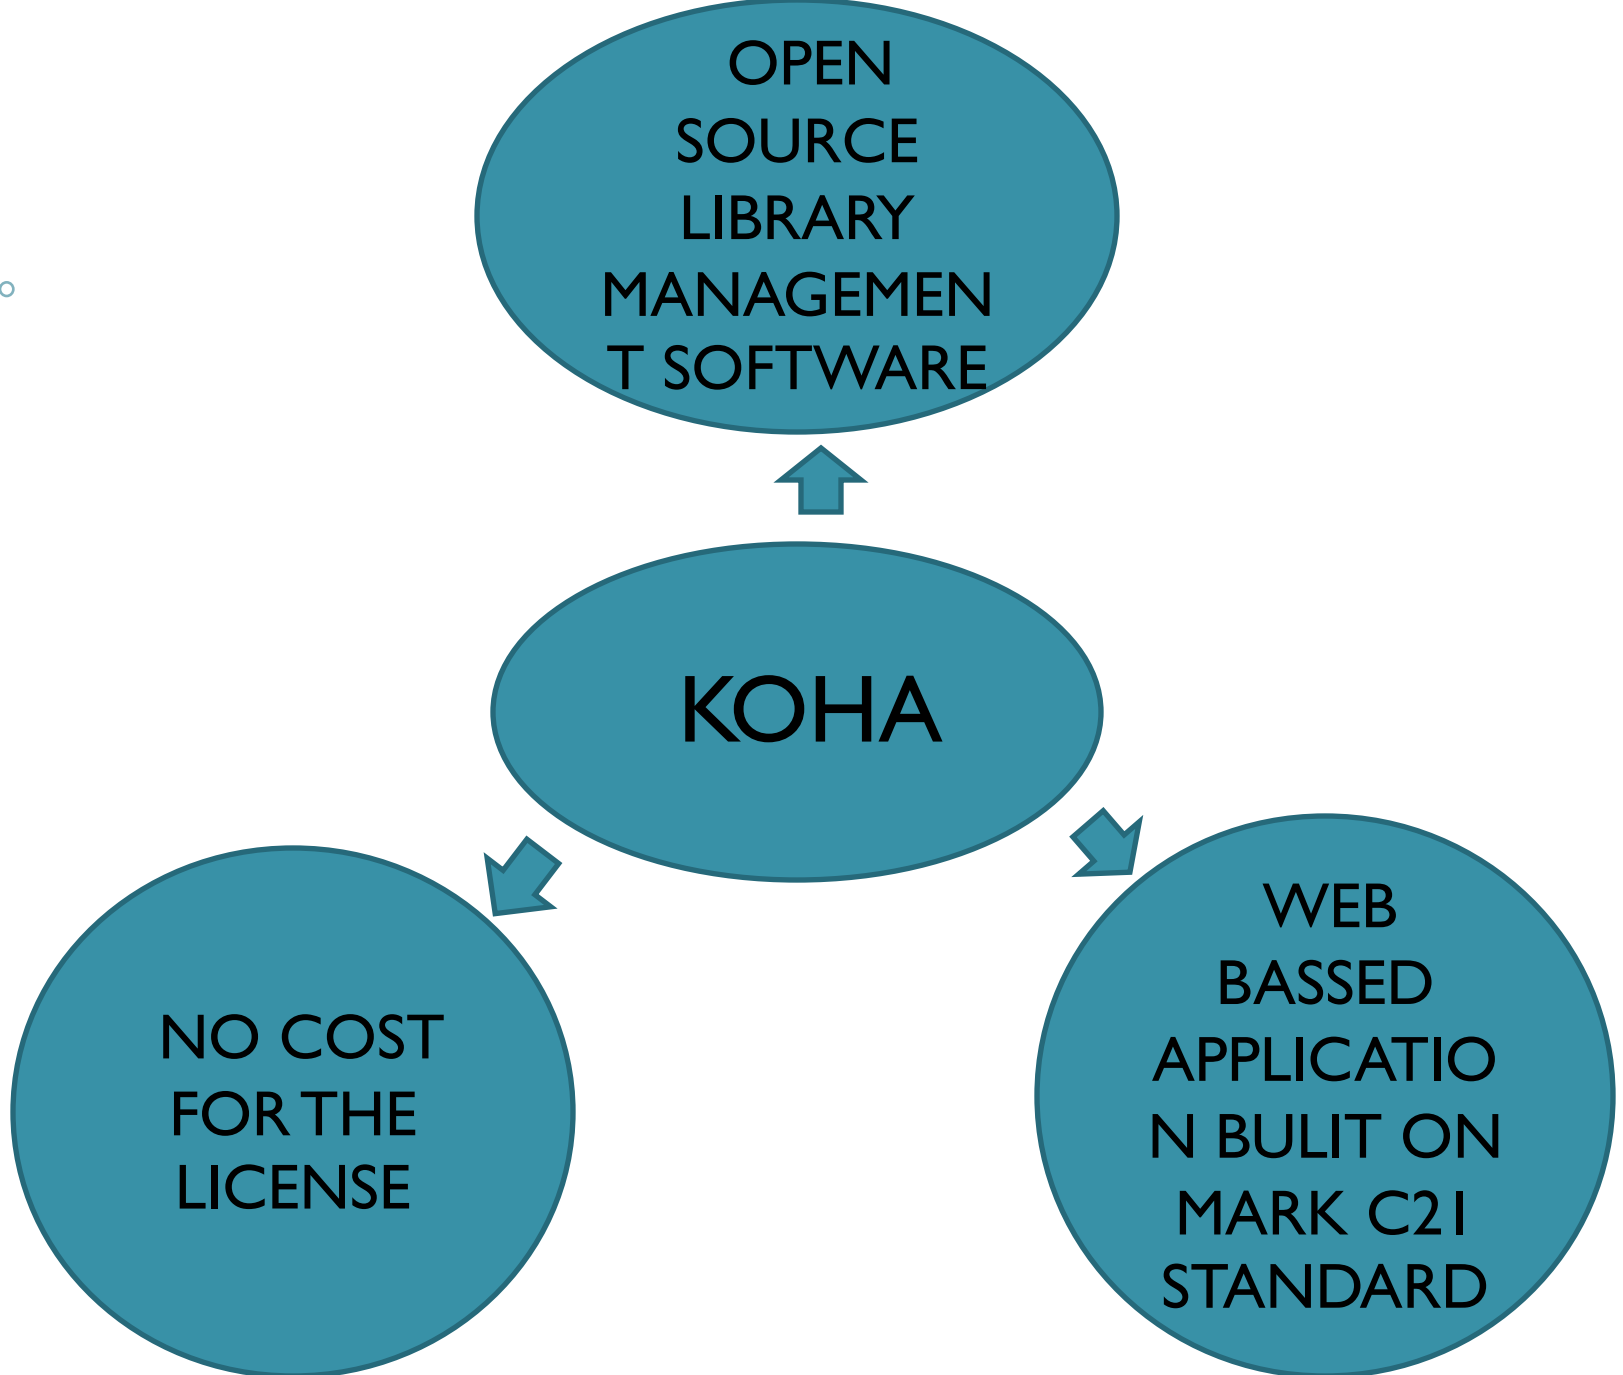 OPEN
SOURCE
LIBRARY
MANAGEMEN
T SOFTWARE
KOHA
NO COST
FOR THE
LICENSE
WEB
BASSED
APPLICATIO
N BULIT ON
MARK C21
STANDARD